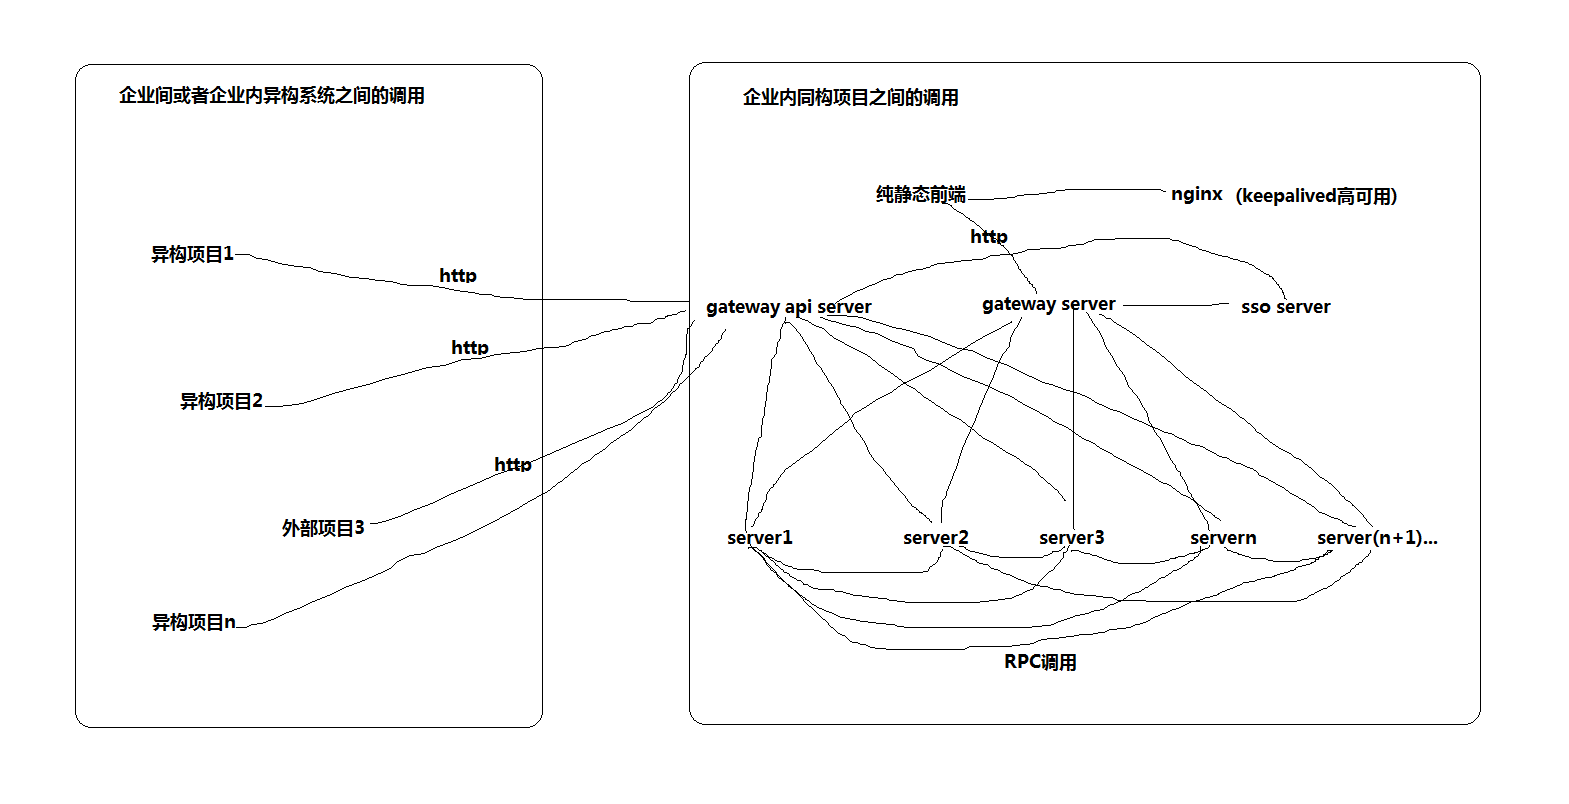 企业间或者企业内异构系统之间的调用
企业内同构项目之间的调用
纯静态前端
nginx (keepalived高可用)
http
异构项目1
http
gateway api server
gateway server
sso server
http
异构项目2
http
外部项目3
异构项目n
server1
server2
server3
servern
server(n+1)...
RPC调用